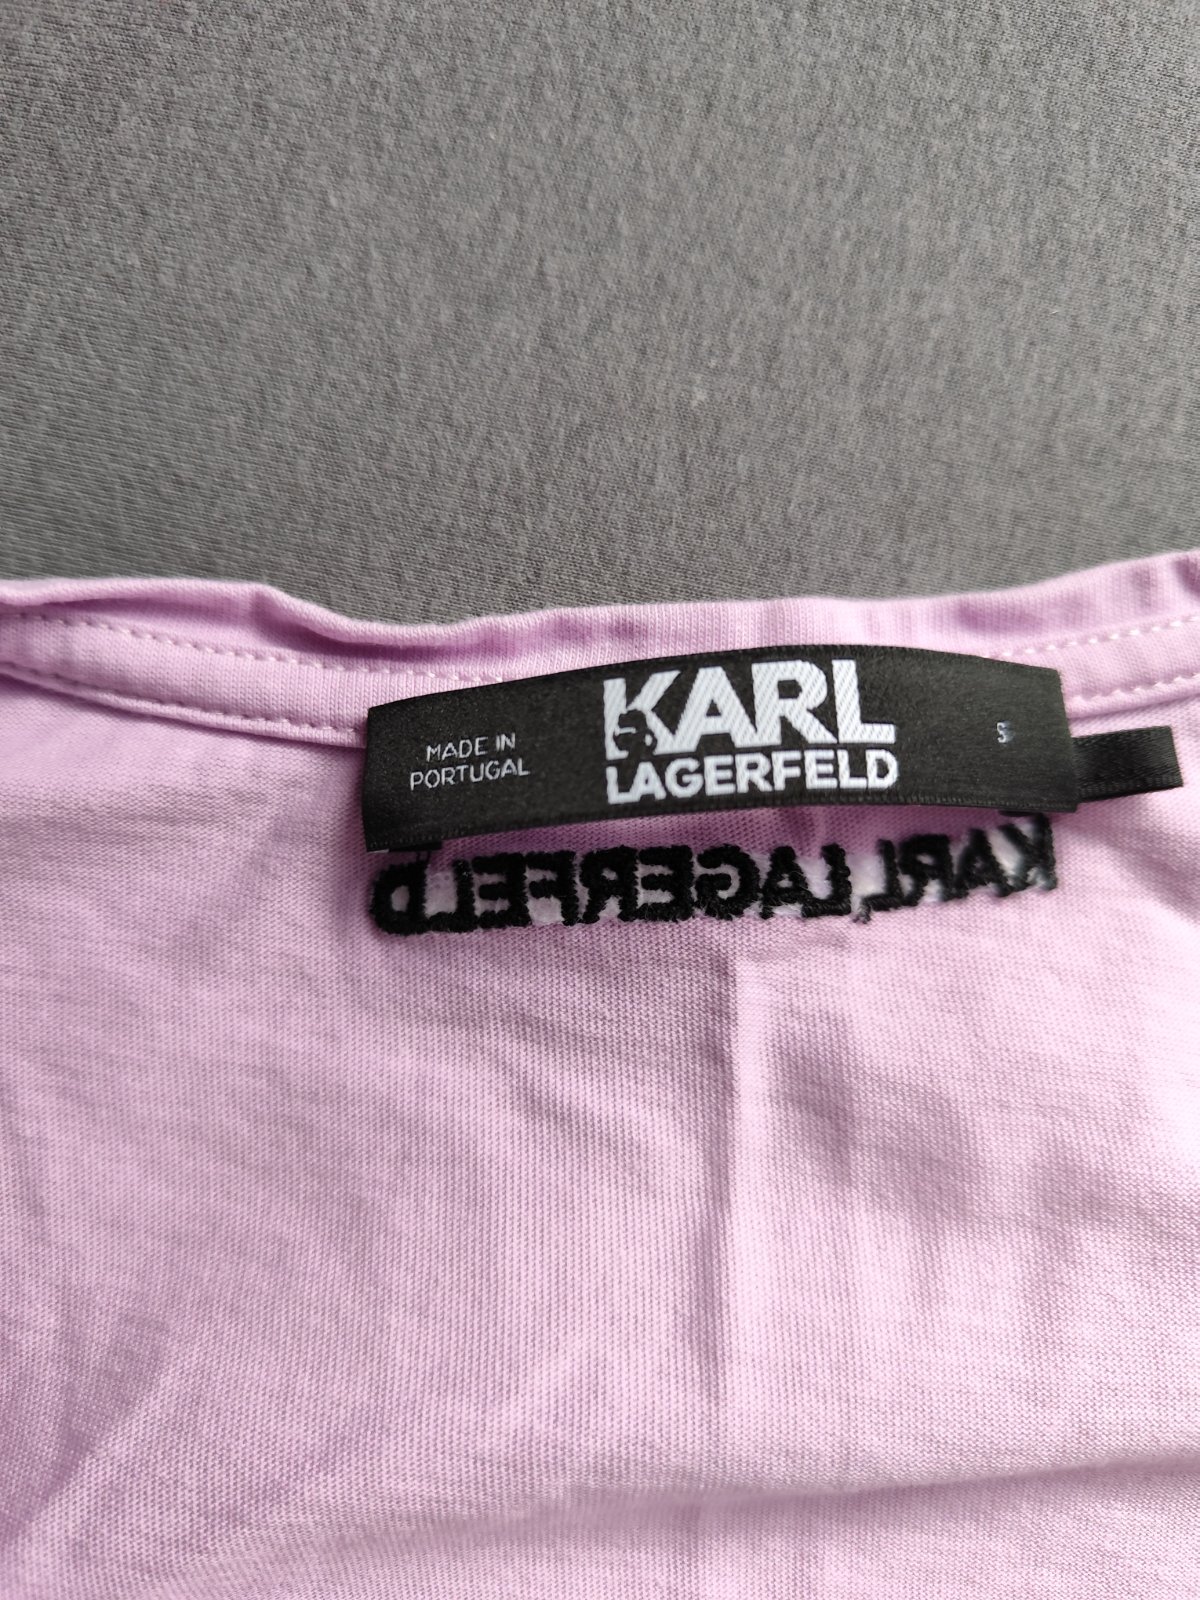 MADE IN
PORTUGAL
KARL
LAGERFELD
S
KARL LAGERFELD